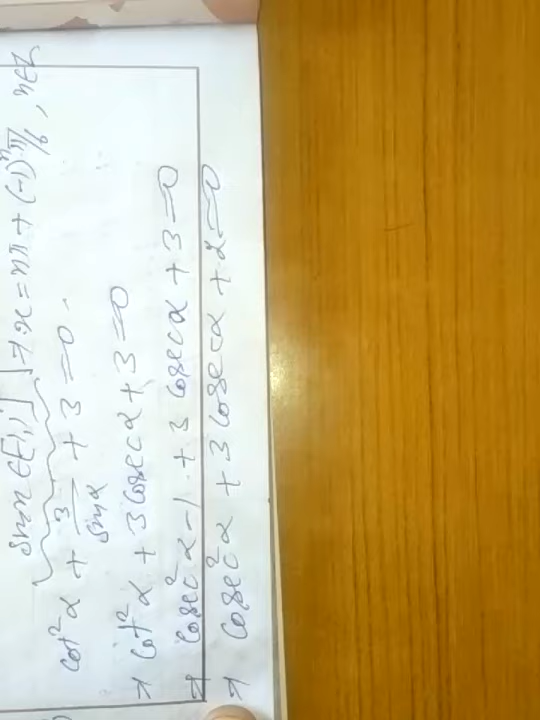 sinx ∈ [-1,1] ⇒ x = nπ + (-1)ⁿ π/6 , n∈Z
cot²α + 3/sinα + 3 = 0.
⇒ cot²α + 3 cosecα + 3 = 0
⇒ cosec²α - 1 + 3 cosecα + 3 = 0
⇒ cosec²α + 3 cosecα + 2 = 0